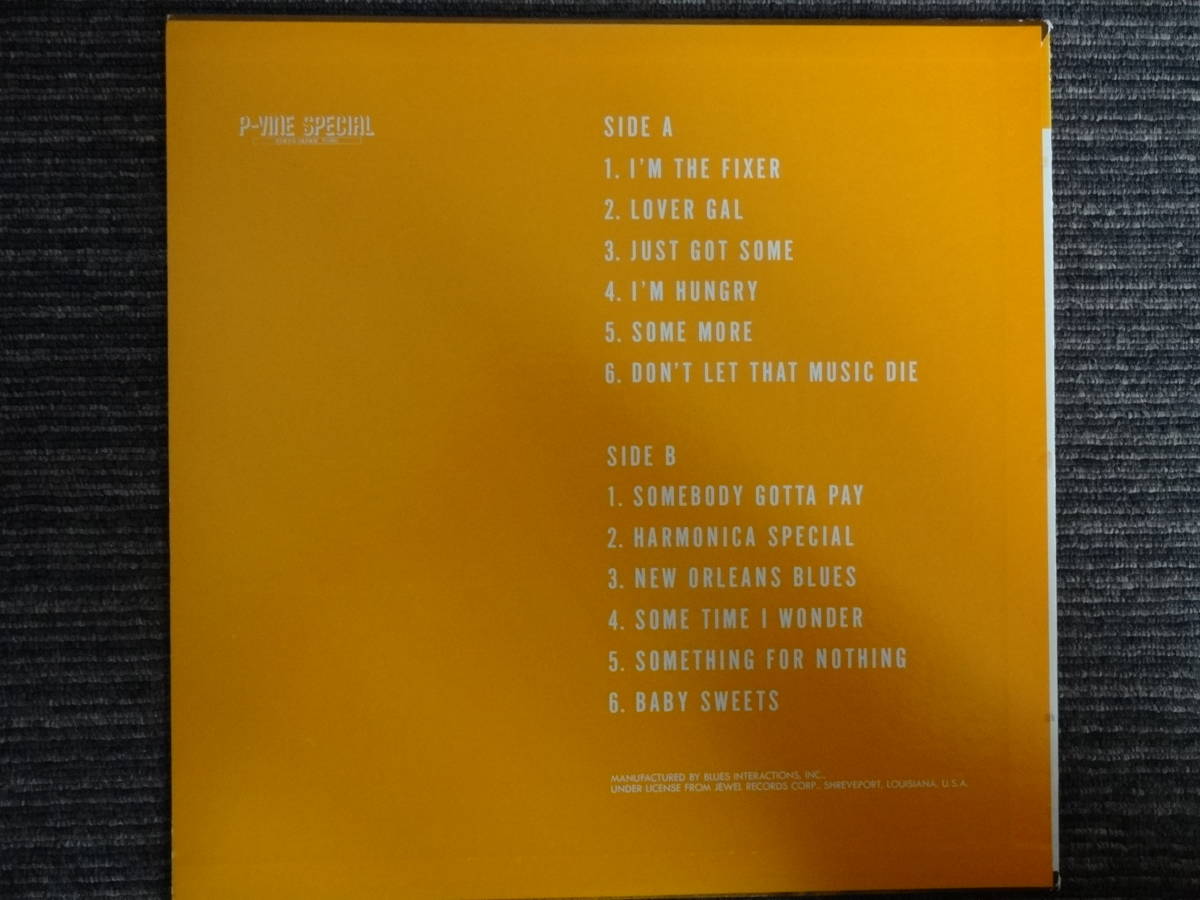 P-VINE SPECIAL
SIDE A
1. I'M THE FIXER
2. LOVER GAL
3. JUST GOT SOME
4. I'M HUNGRY
5. SOME MORE
6. DON'T LET THAT MUSIC DIE
SIDE B
1. SOMEBODY GOTTA PAY
2. HARMONICA SPECIAL
3. NEW ORLEANS BLUES
4. SOME TIME I WONDER
5. SOMETHING FOR NOTHING
6. BABY SWEETS
MANUFACTURED BY BLUES INTERACTIONS, INC.,
UNDER LICENSE FROM JEWEL RECORDS CORP., SHREVEPORT, LOUISIANA, U.S.A.